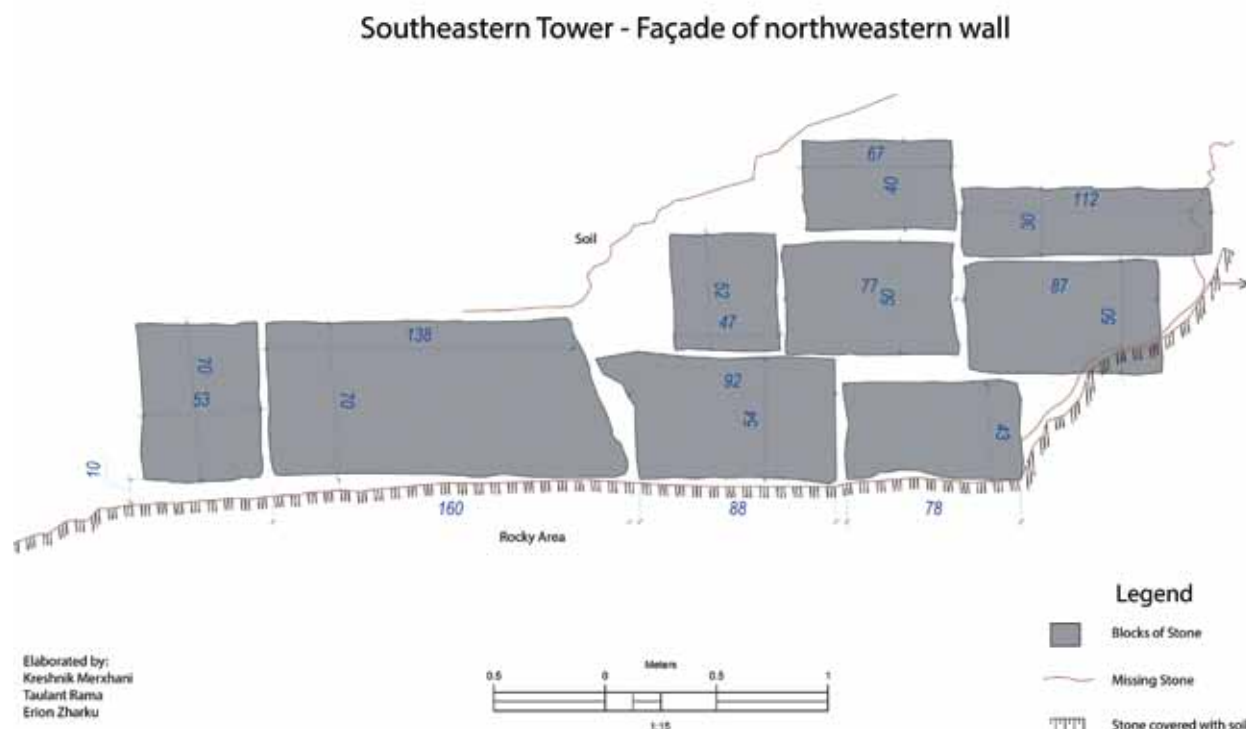 Southeastern Tower - Façade of northweastern wall
67
40
112
30
Soil
52
47
77
50
87
50
138
70
53
70
92
54
43
10
160
88
78
Rocky Area
Legend
Blocks of Stone
Missing Stone
Stone covered with soil
Elaborated by:
Kreshnik Merxhani
Taulant Rama
Erion Zharku
Meters
0.5 0 0.5 1
1:15